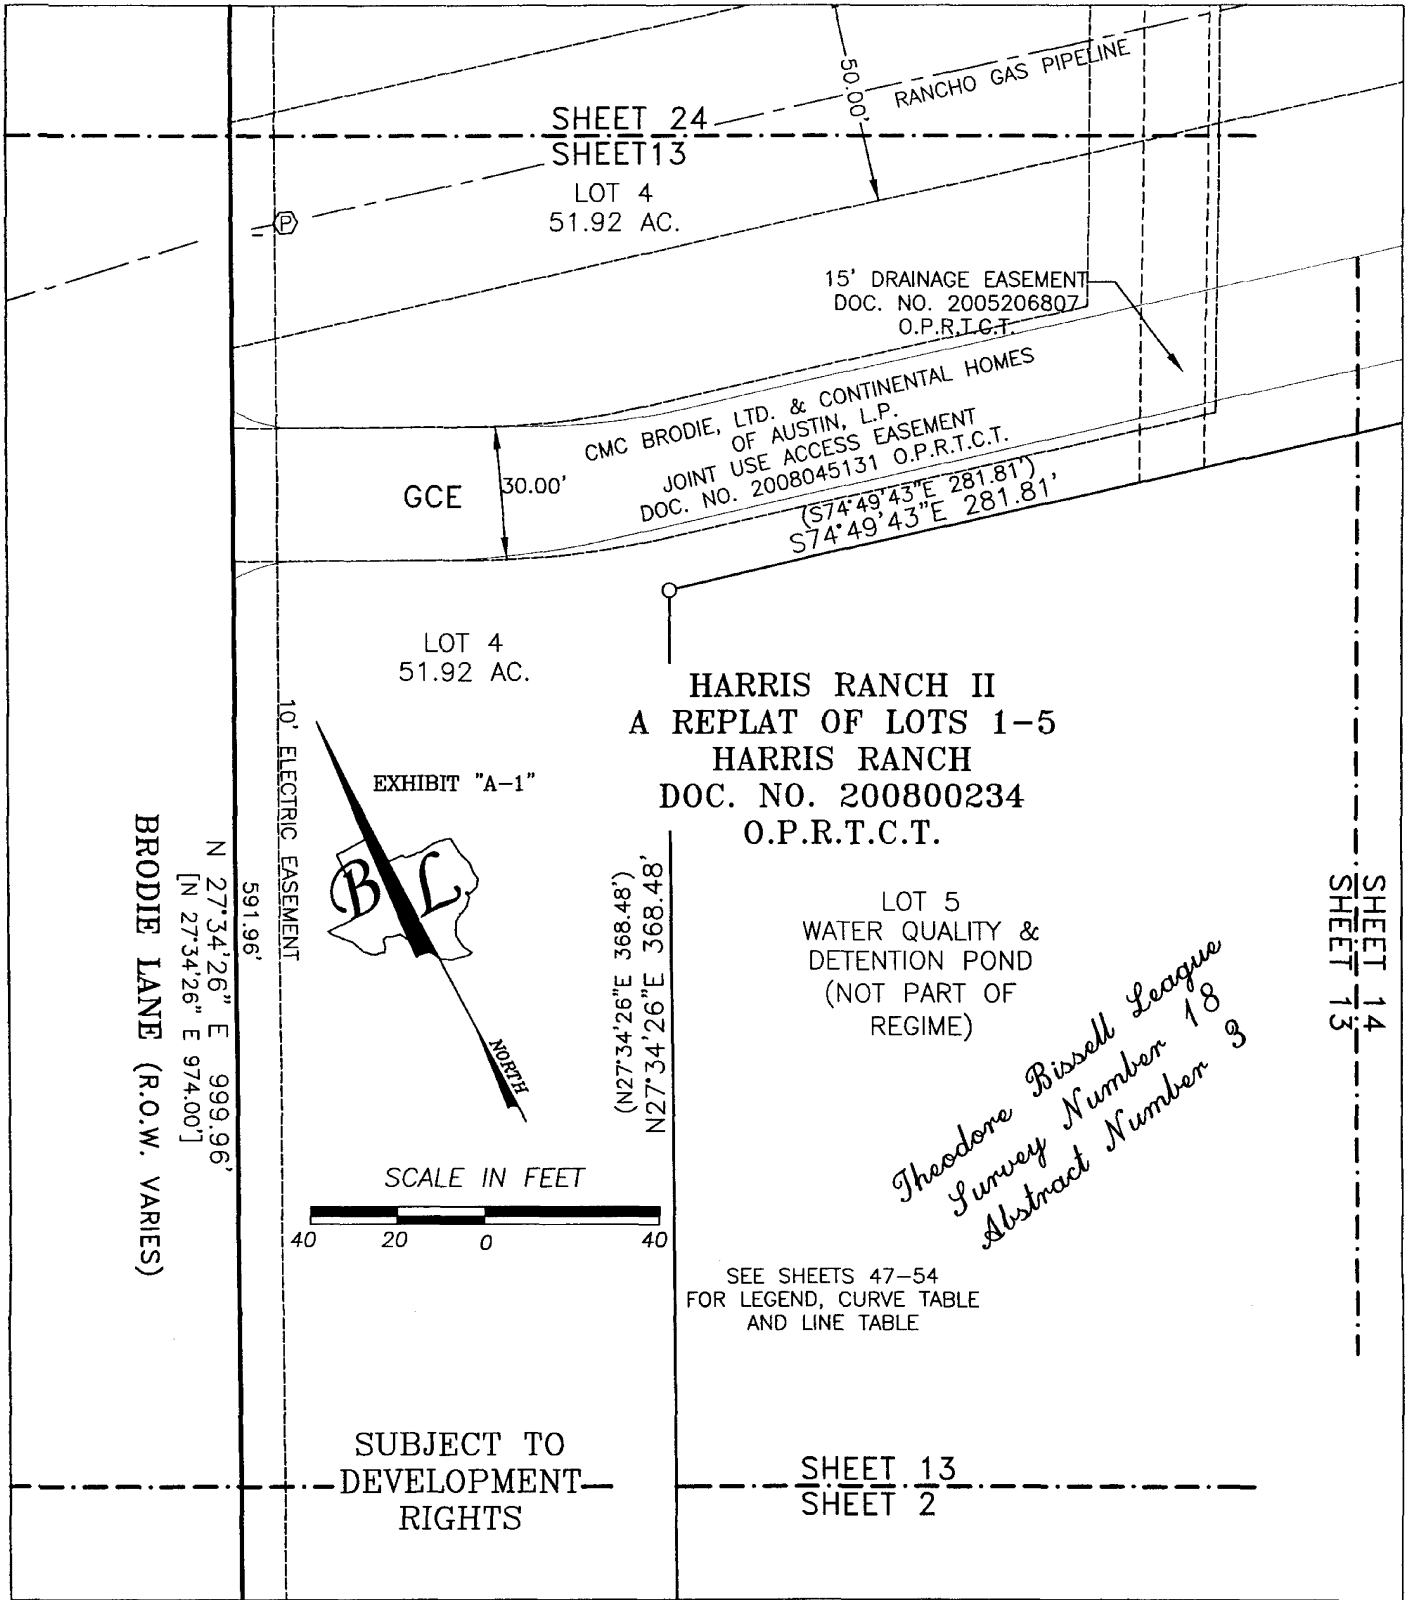 50.00'
RANCHO GAS PIPELINE
SHEET 24
SHEET13
LOT 4
51.92 AC.
P
15' DRAINAGE EASEMENT
DOC. NO. 2005206807
O.P.R.T.C.T.
CMC BRODIE, LTD. & CONTINENTAL HOMES
OF AUSTIN, L.P.
JOINT USE ACCESS EASEMENT
DOC. NO. 2008045131 O.P.R.T.C.T.
GCE
30.00'
(S74°49'43"E 281.81')
S74°49'43"E 281.81'
LOT 4
51.92 AC.
HARRIS RANCH II
A REPLAT OF LOTS 1-5
HARRIS RANCH
DOC. NO. 200800234
O.P.R.T.C.T.
10' ELECTRIC EASEMENT
EXHIBIT "A-1"
B L
NORTH
BRODIE LANE (R.O.W. VARIES)
N 27°34'26" E 999.96'
[N 27°34'26" E 974.00']
591.96'
(N27°34'26"E 368.48')
N27°34'26"E 368.48'
LOT 5
WATER QUALITY &
DETENTION POND
(NOT PART OF
REGIME)
SHEET 14
SHEET 13
Theodore Bissell League
Survey Number 18
Abstract Number 3
SCALE IN FEET
40 20 0 40
SEE SHEETS 47-54
FOR LEGEND, CURVE TABLE
AND LINE TABLE
SUBJECT TO
DEVELOPMENT
RIGHTS
SHEET 13
SHEET 2